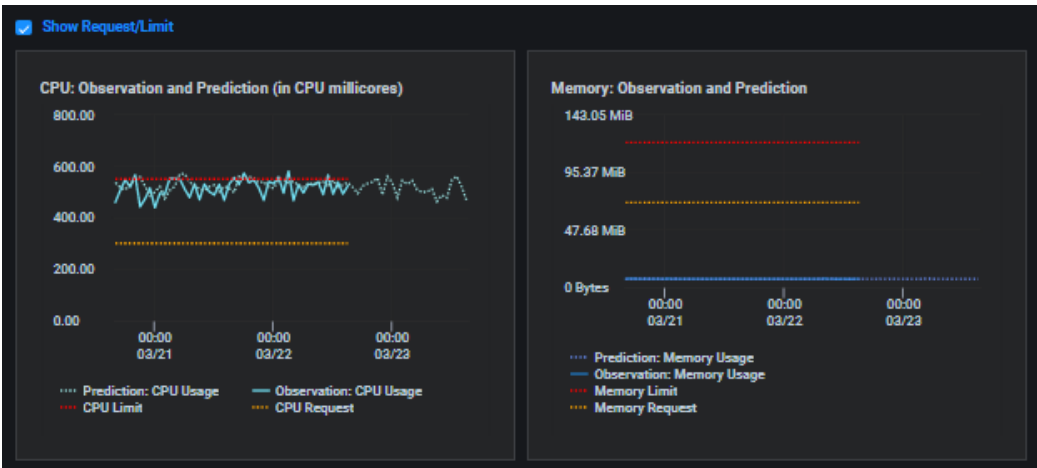 Show Request/Limit
CPU: Observation and Prediction (in CPU millicores)
800.00
600.00
400.00
200.00
0.00
00:00 00:00 00:00
03/21 03/22 03/23
Prediction: CPU Usage Observation: CPU Usage
CPU Limit CPU Request
Memory: Observation and Prediction
143.05 MiB
95.37 MiB
47.68 MiB
0 Bytes
00:00 00:00 00:00
03/21 03/22 03/23
Prediction: Memory Usage
Observation: Memory Usage
Memory Limit
Memory Request